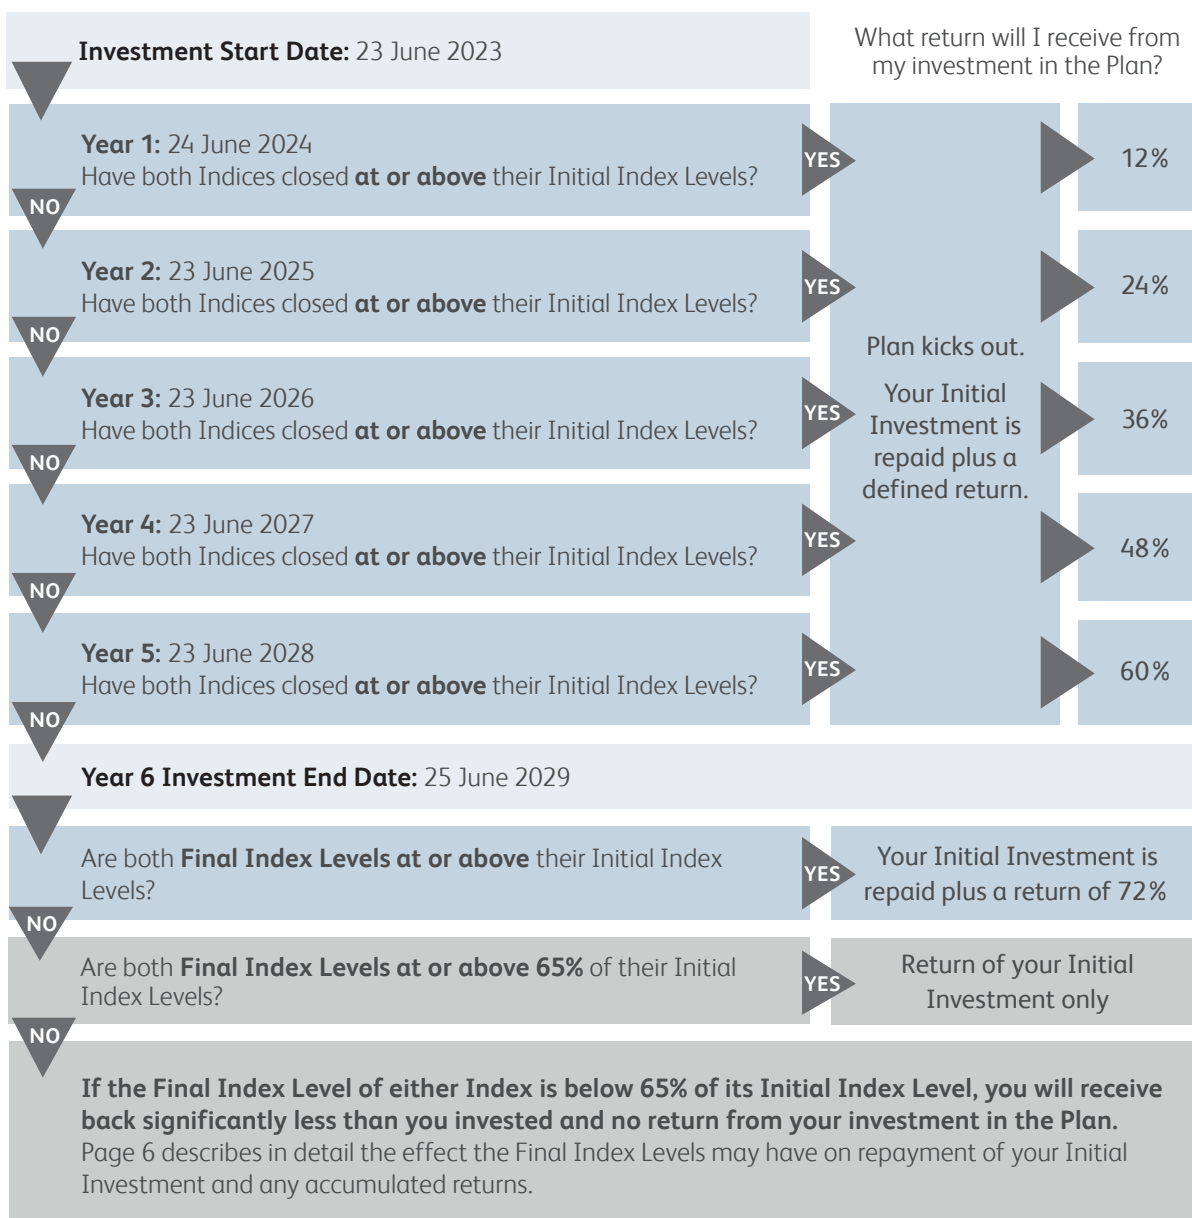 Investment Start Date: 23 June 2023
What return will I receive from
my investment in the Plan?
Year 1: 24 June 2024
Have both Indices closed at or above their Initial Index Levels?
YES
12%
NO
Year 2: 23 June 2025
Have both Indices closed at or above their Initial Index Levels?
YES
24%
NO
Year 3: 23 June 2026
Have both Indices closed at or above their Initial Index Levels?
YES
Plan kicks out.
Your Initial
Investment is
repaid plus a
defined return.
36%
NO
Year 4: 23 June 2027
Have both Indices closed at or above their Initial Index Levels?
YES
48%
NO
Year 5: 23 June 2028
Have both Indices closed at or above their Initial Index Levels?
YES
60%
NO
Year 6 Investment End Date: 25 June 2029
Are both Final Index Levels at or above their Initial Index
Levels?
YES
Your Initial Investment is
repaid plus a return of 72%
NO
Are both Final Index Levels at or above 65% of their Initial
Index Levels?
YES
Return of your Initial
Investment only
NO
If the Final Index Level of either Index is below 65% of its Initial Index Level, you will receive
back significantly less than you invested and no return from your investment in the Plan.
Page 6 describes in detail the effect the Final Index Levels may have on repayment of your Initial
Investment and any accumulated returns.